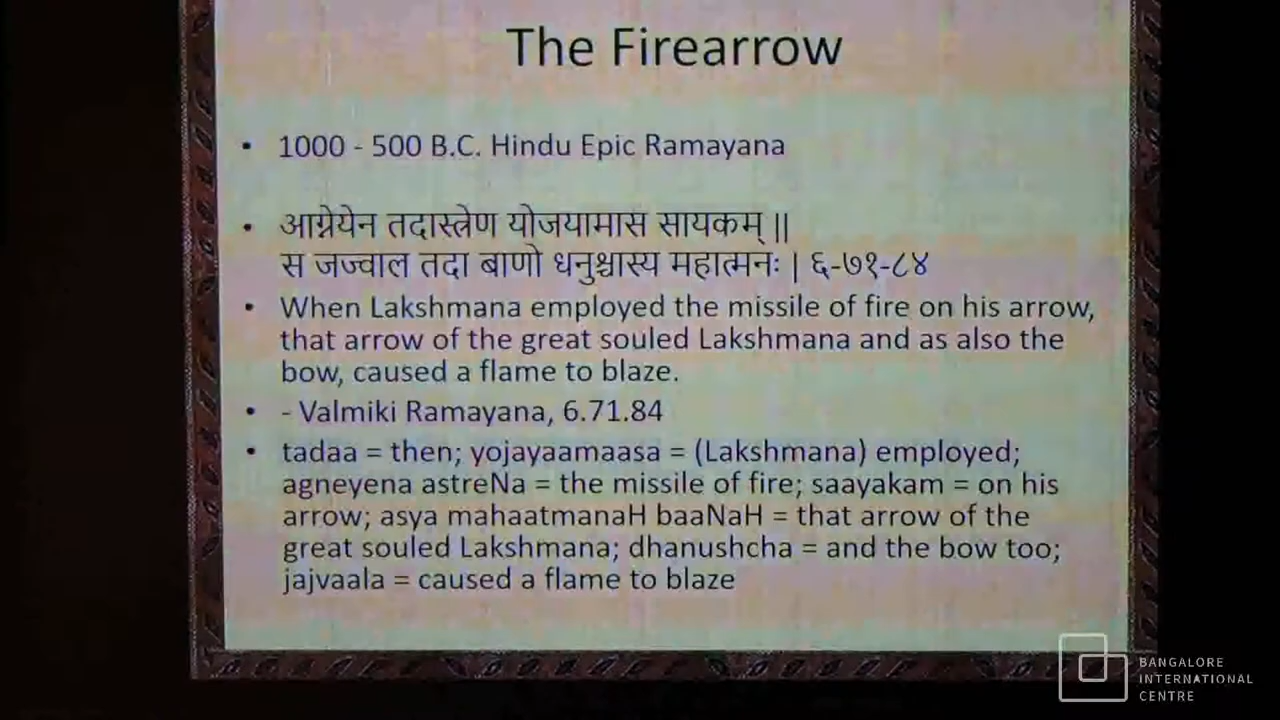 The Firearrow
• 1000 - 500 B.C. Hindu Epic Ramayana
• आग्नेयेन तदास्त्रेण योजयामास सायकम् ||
स जज्वाल तदा बाणो धनुश्चास्य महात्मनः | ६-७१-८४
• When Lakshmana employed the missile of fire on his arrow,
that arrow of the great souled Lakshmana and as also the
bow, caused a flame to blaze.
• - Valmiki Ramayana, 6.71.84
• tadaa = then; yojayaamaasa = (Lakshmana) employed;
agneyena astreNa = the missile of fire; saayakam = on his
arrow; asya mahaatmanaH baaNaH = that arrow of the
great souled Lakshmana; dhanushcha = and the bow too;
jajvaala = caused a flame to blaze
BANGALORE
INTERNATIONAL
CENTRE